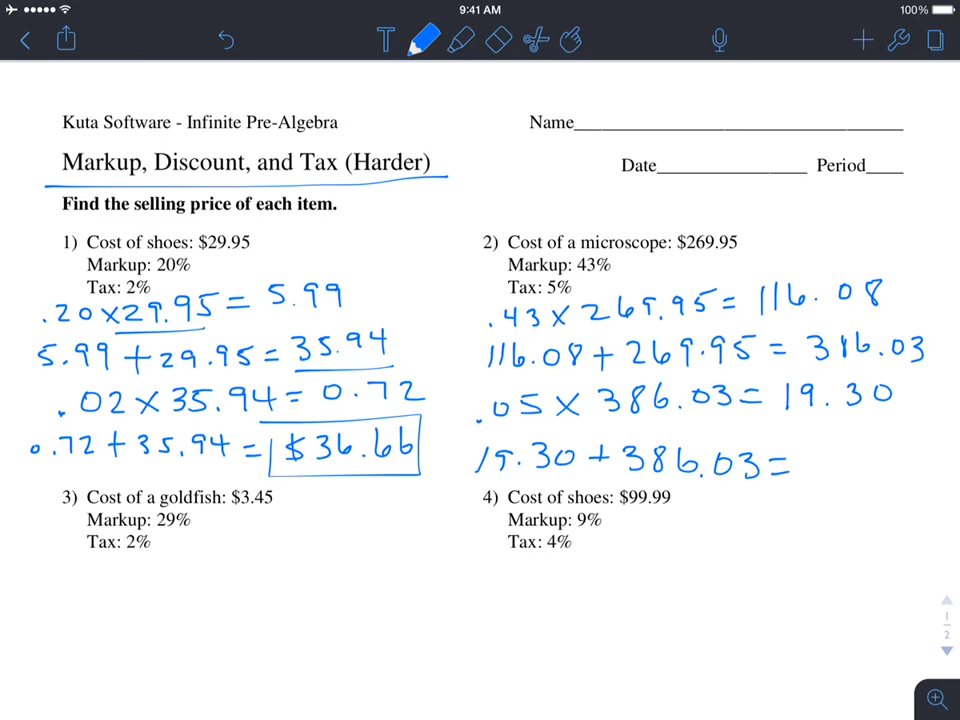 9:41 AM
100%
T
Kuta Software - Infinite Pre-Algebra
Name
Markup, Discount, and Tax (Harder)
Date Period
Find the selling price of each item.
1) Cost of shoes: $29.95
Markup: 20%
Tax: 2%
.20 x 29.95 = 5.99
5.99 + 29.95 = 35.94
.02 x 35.94 = 0.72
0.72 + 35.94 = $36.66
2) Cost of a microscope: $269.95
Markup: 43%
Tax: 5%
.43 x 269.95 = 116.08
116.08 + 269.95 = 386.03
.05 x 386.03 = 19.30
19.30 + 386.03 =
3) Cost of a goldfish: $3.45
Markup: 29%
Tax: 2%
4) Cost of shoes: $99.99
Markup: 9%
Tax: 4%
1
2